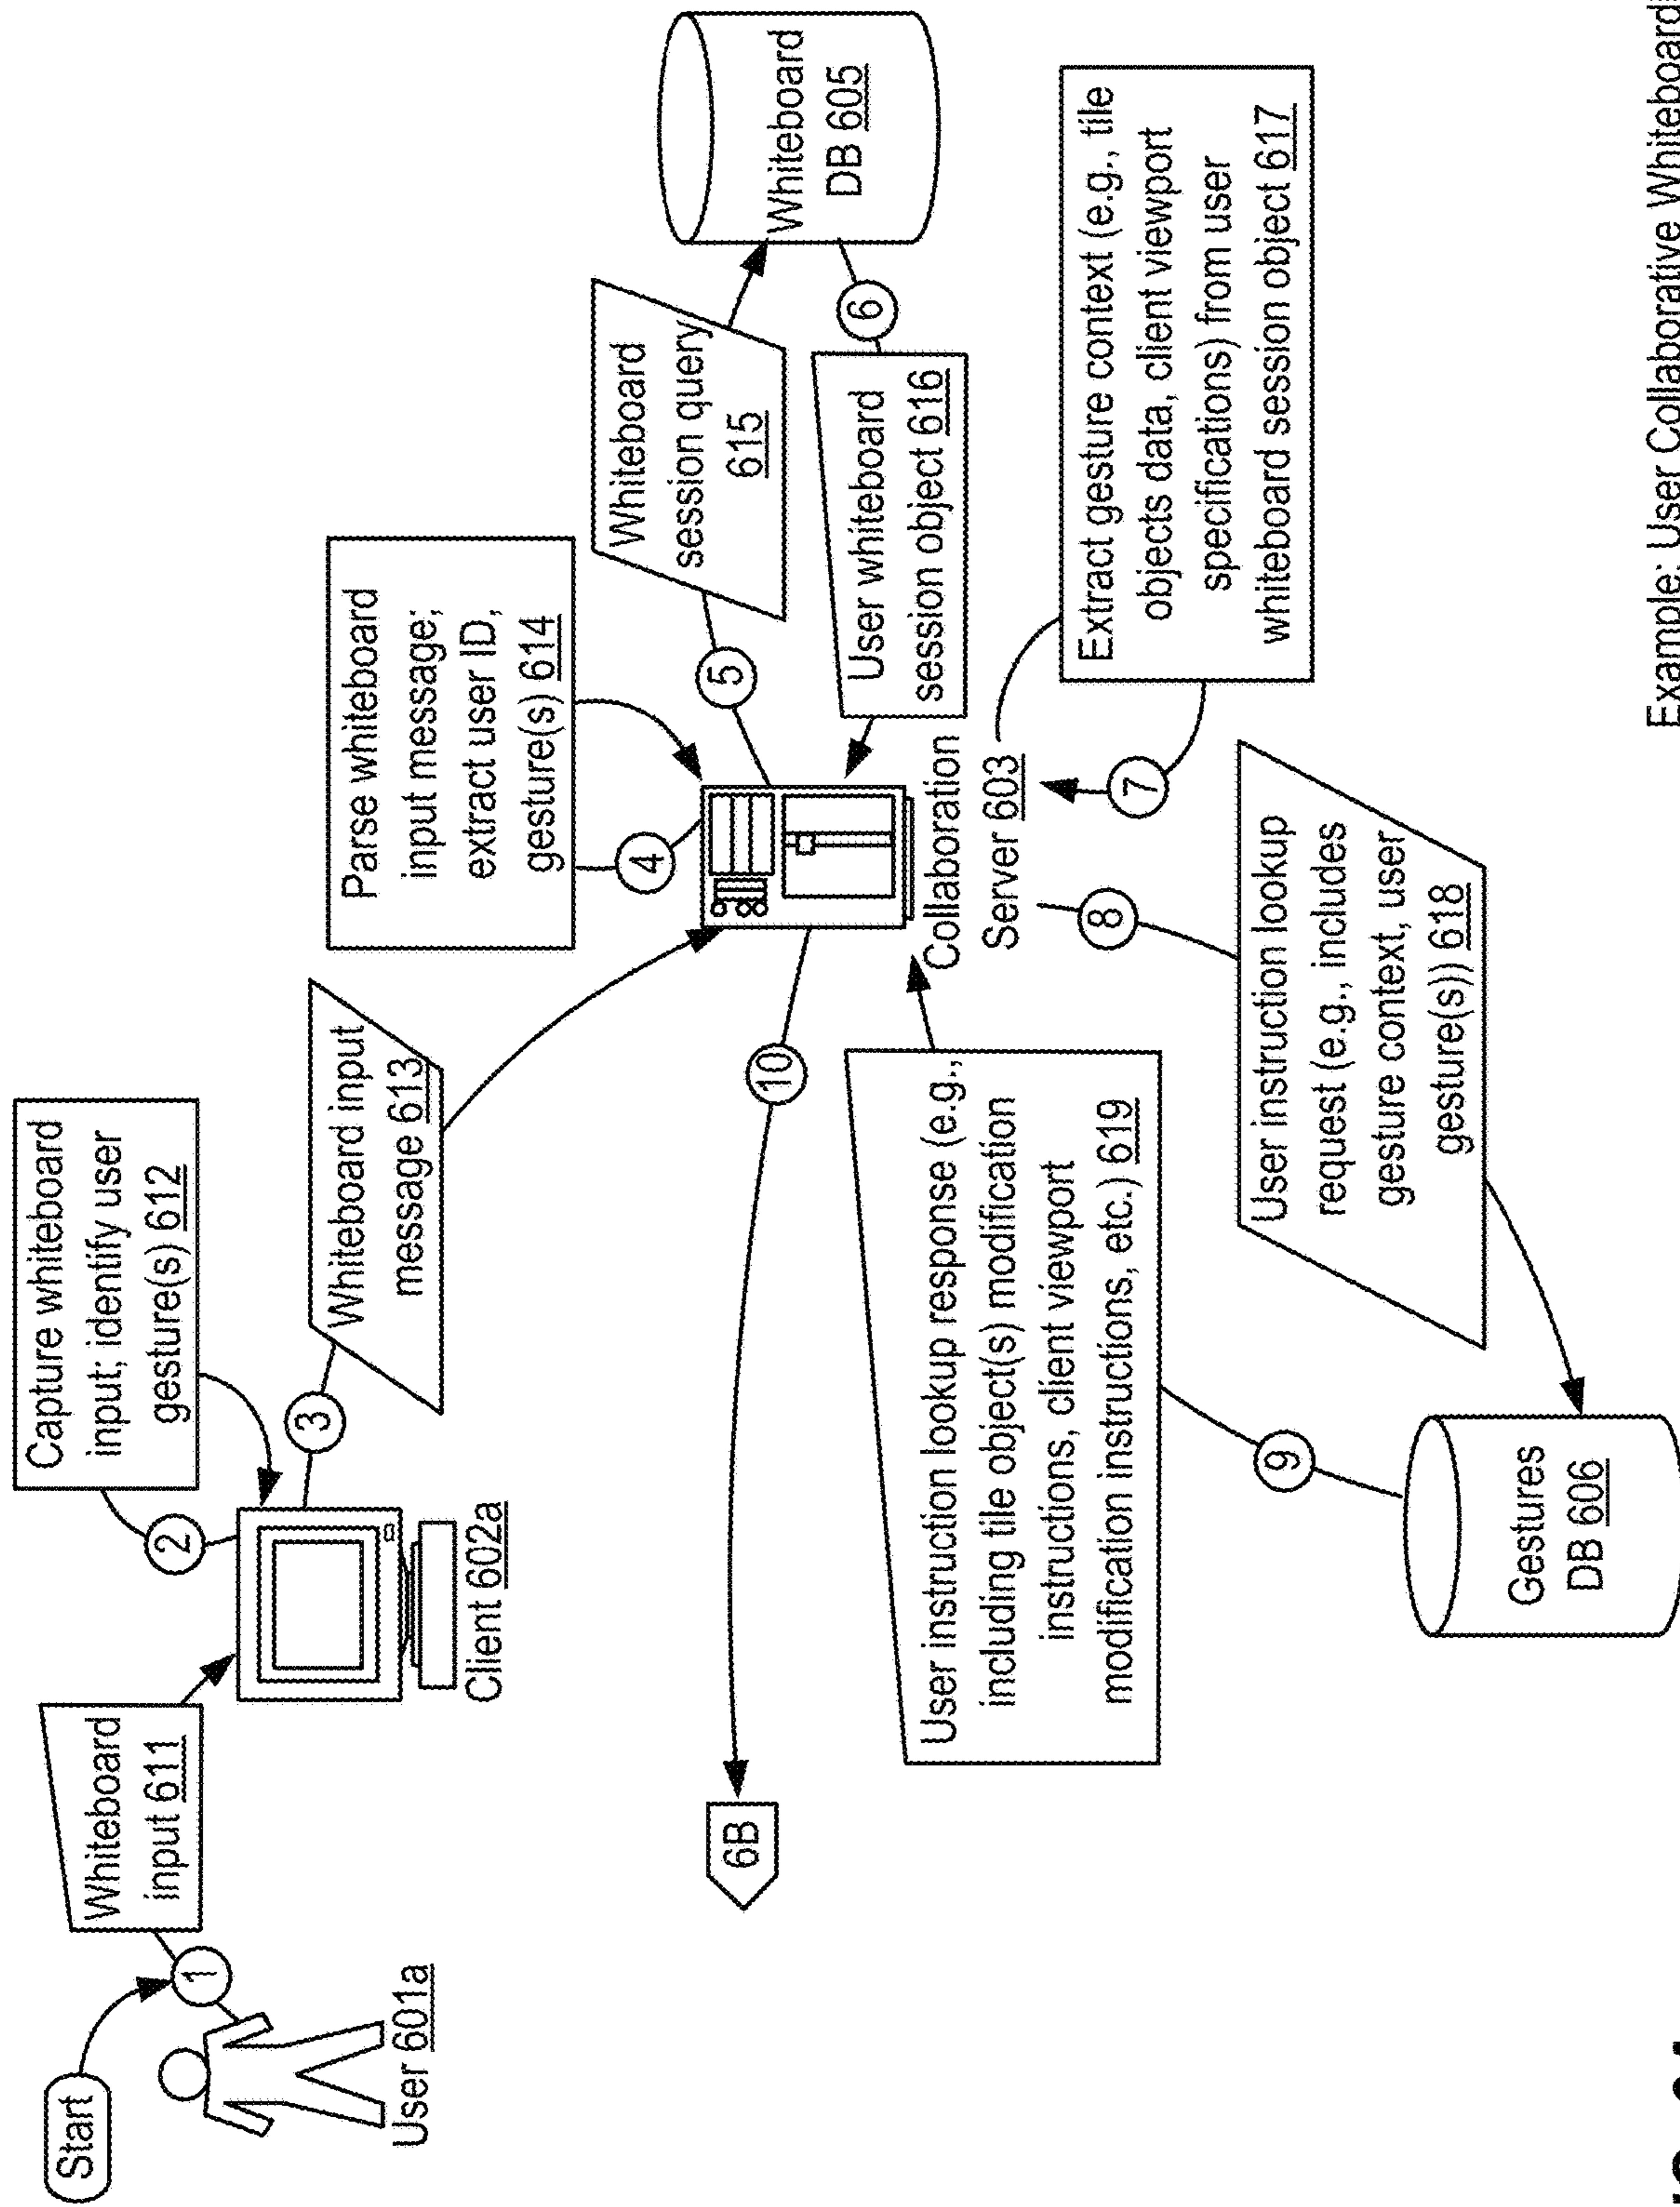 Start
1
User 601a
Whiteboard
input 611
Client 602a
2
Capture whiteboard
input; identify user
gesture(s) 612
3
Whiteboard input
message 613
4
Parse whiteboard
input message;
extract user ID,
gesture(s) 614
5
Whiteboard
session query
615
Whiteboard
DB 605
6
User whiteboard
session object 616
Collaboration
Server 603
7
Extract gesture context (e.g., tile
objects data, client viewport
specifications) from user
whiteboard session object 617
8
User instruction lookup
request (e.g., includes
gesture context, user
gesture(s)) 618
Gestures
DB 606
9
User instruction lookup response (e.g.,
including tile object(s) modification
instructions, client viewport
modification instructions, etc.) 619
10
6B
Example: User Collaborative